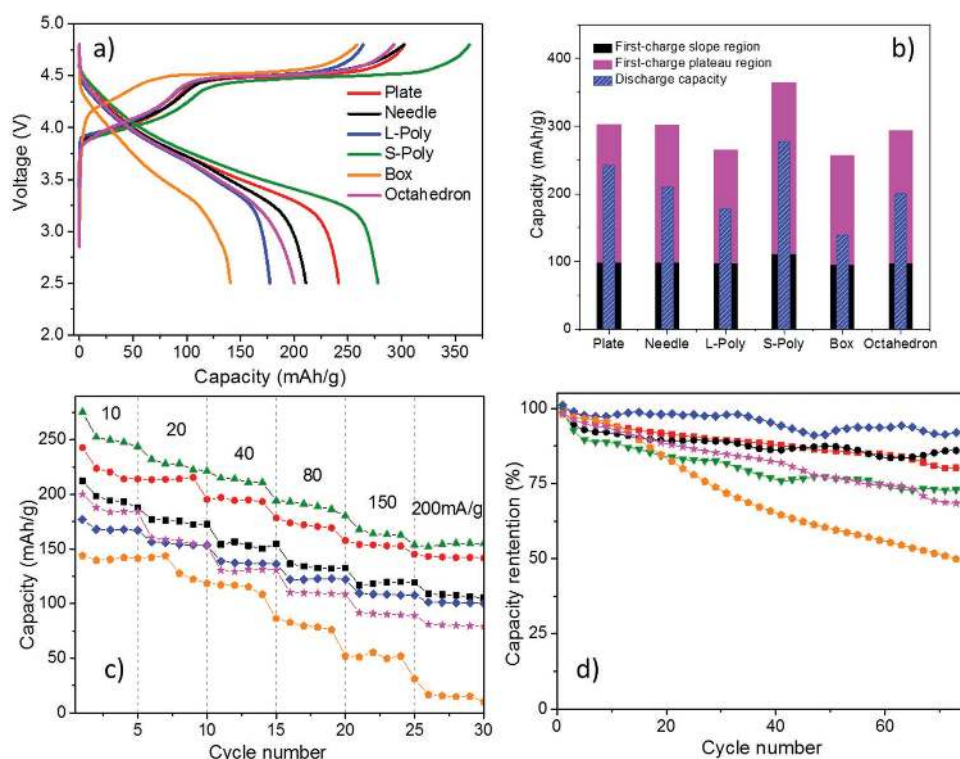 a)
5.0
4.5
4.0
3.5
3.0
2.5
2.0
Voltage (V)
Plate
Needle
L-Poly
S-Poly
Box
Octahedron
0 50 100 150 200 250 300 350
Capacity (mAh/g)
b)
First-charge slope region
First-charge plateau region
Discharge capacity
400
300
200
100
0
Capacity (mAh/g)
Plate Needle L-Poly S-Poly Box Octahedron
c)
250
200
150
100
50
0
Capacity (mAh/g)
10
20
40
80
150
200mA/g
0 5 10 15 20 25 30
Cycle number
d)
100
75
50
25
0
Capacity rentention (%)
0 20 40 60
Cycle number